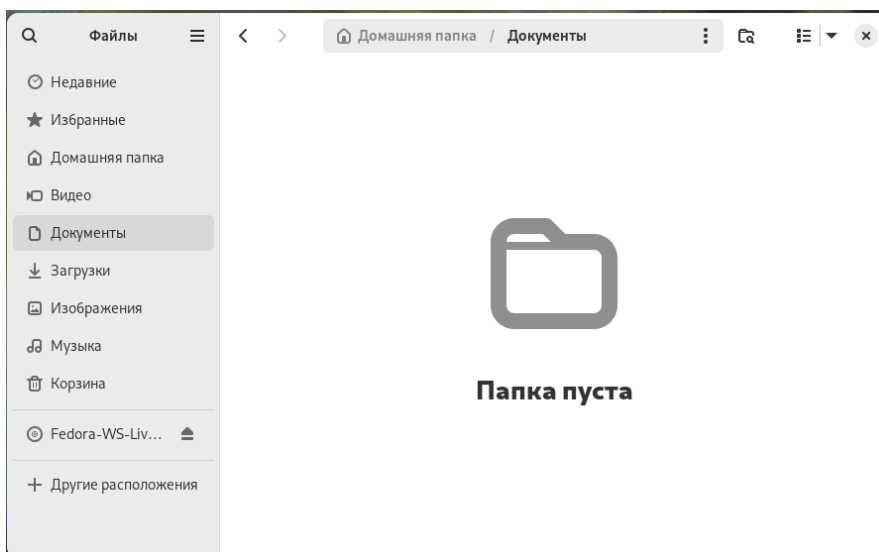 Файлы
Домашняя папка / Документы
Недавние
Избранные
Домашняя папка
Видео
Документы
Загрузки
Изображения
Музыка
Корзина
Fedora-WS-Liv...
Другие расположения
Папка пуста